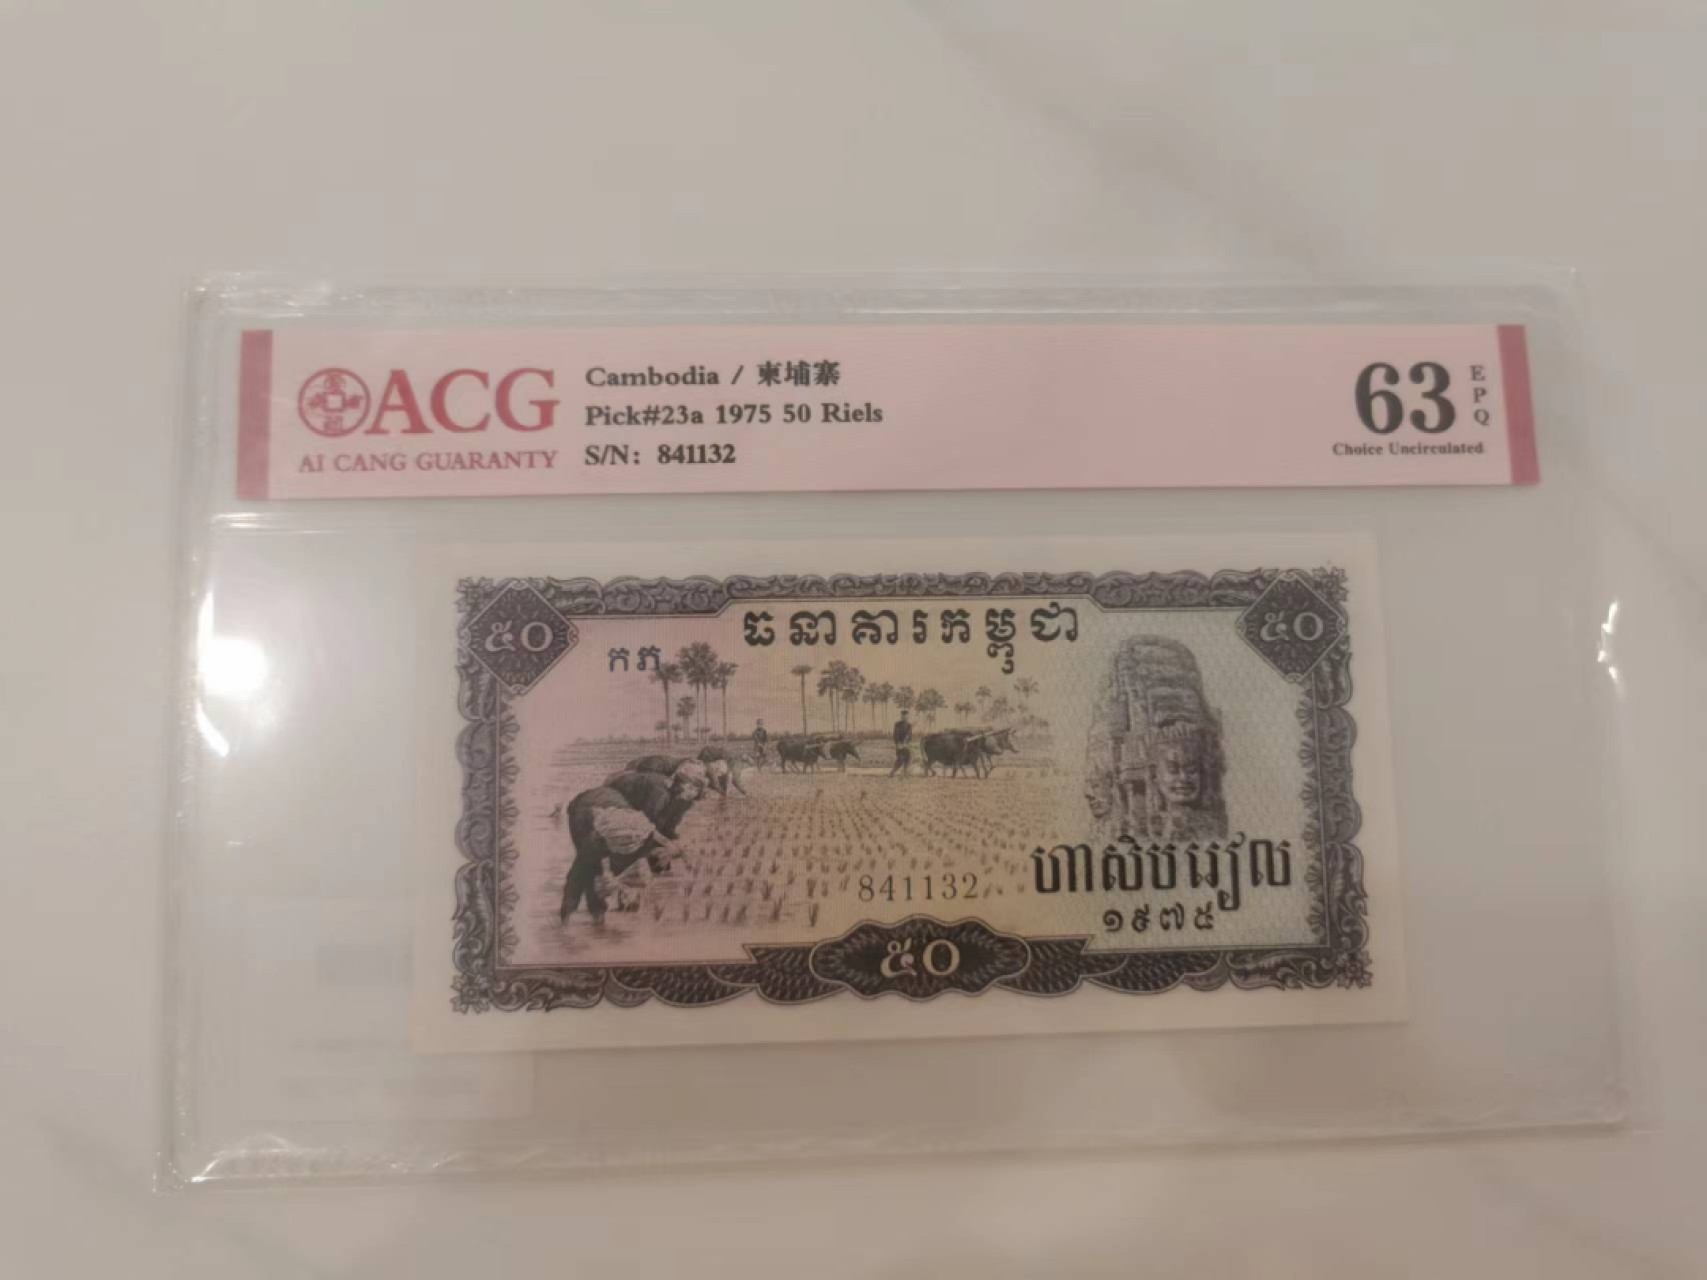 ACG
AI CANG GUARANTY
Cambodia / 柬埔寨
Pick#23a 1975 50 Riels
S/N: 841132
63
EPQ
Choice Uncirculated
៥០
ធនាគារកម្ពុជា
៥០
កភ
841132
ហាសិបរៀល
១៩៧៥
៥០